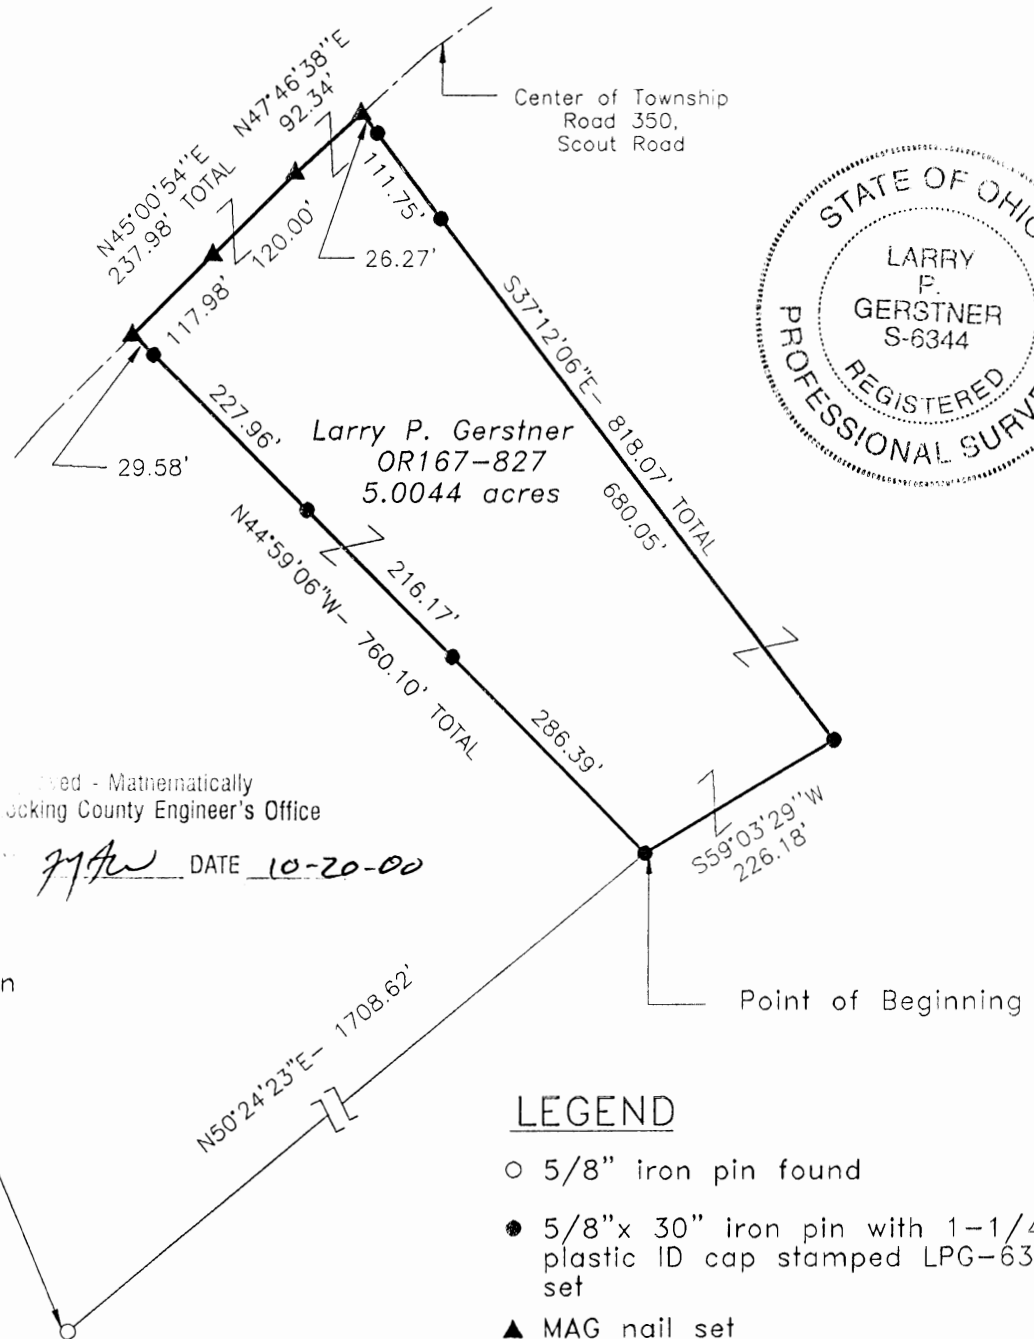 N47°46'38"E
92.34'
N45°00'54"E
237.98' TOTAL
120.00'
117.98'
26.27'
111.75'
Center of Township
Road 350,
Scout Road
STATE OF OHIO
LARRY
P.
GERSTNER
S-6344
REGISTERED
PROFESSIONAL SURVE
S37°12'06"E- 818.07' TOTAL
680.05'
227.96'
29.58'
Larry P. Gerstner
OR167-827
5.0044 acres
N44°59'06"W- 760.10' TOTAL
216.17'
286.39'
S59°03'29"W
226.18'
ed - Mathematically
ocking County Engineer's Office
DATE 10-20-00
n
Point of Beginning
N50°24'23"E- 1708.62'
LEGEND
5/8" iron pin found
5/8"x 30" iron pin with 1-1/4
plastic ID cap stamped LPG-63
set
MAG nail set